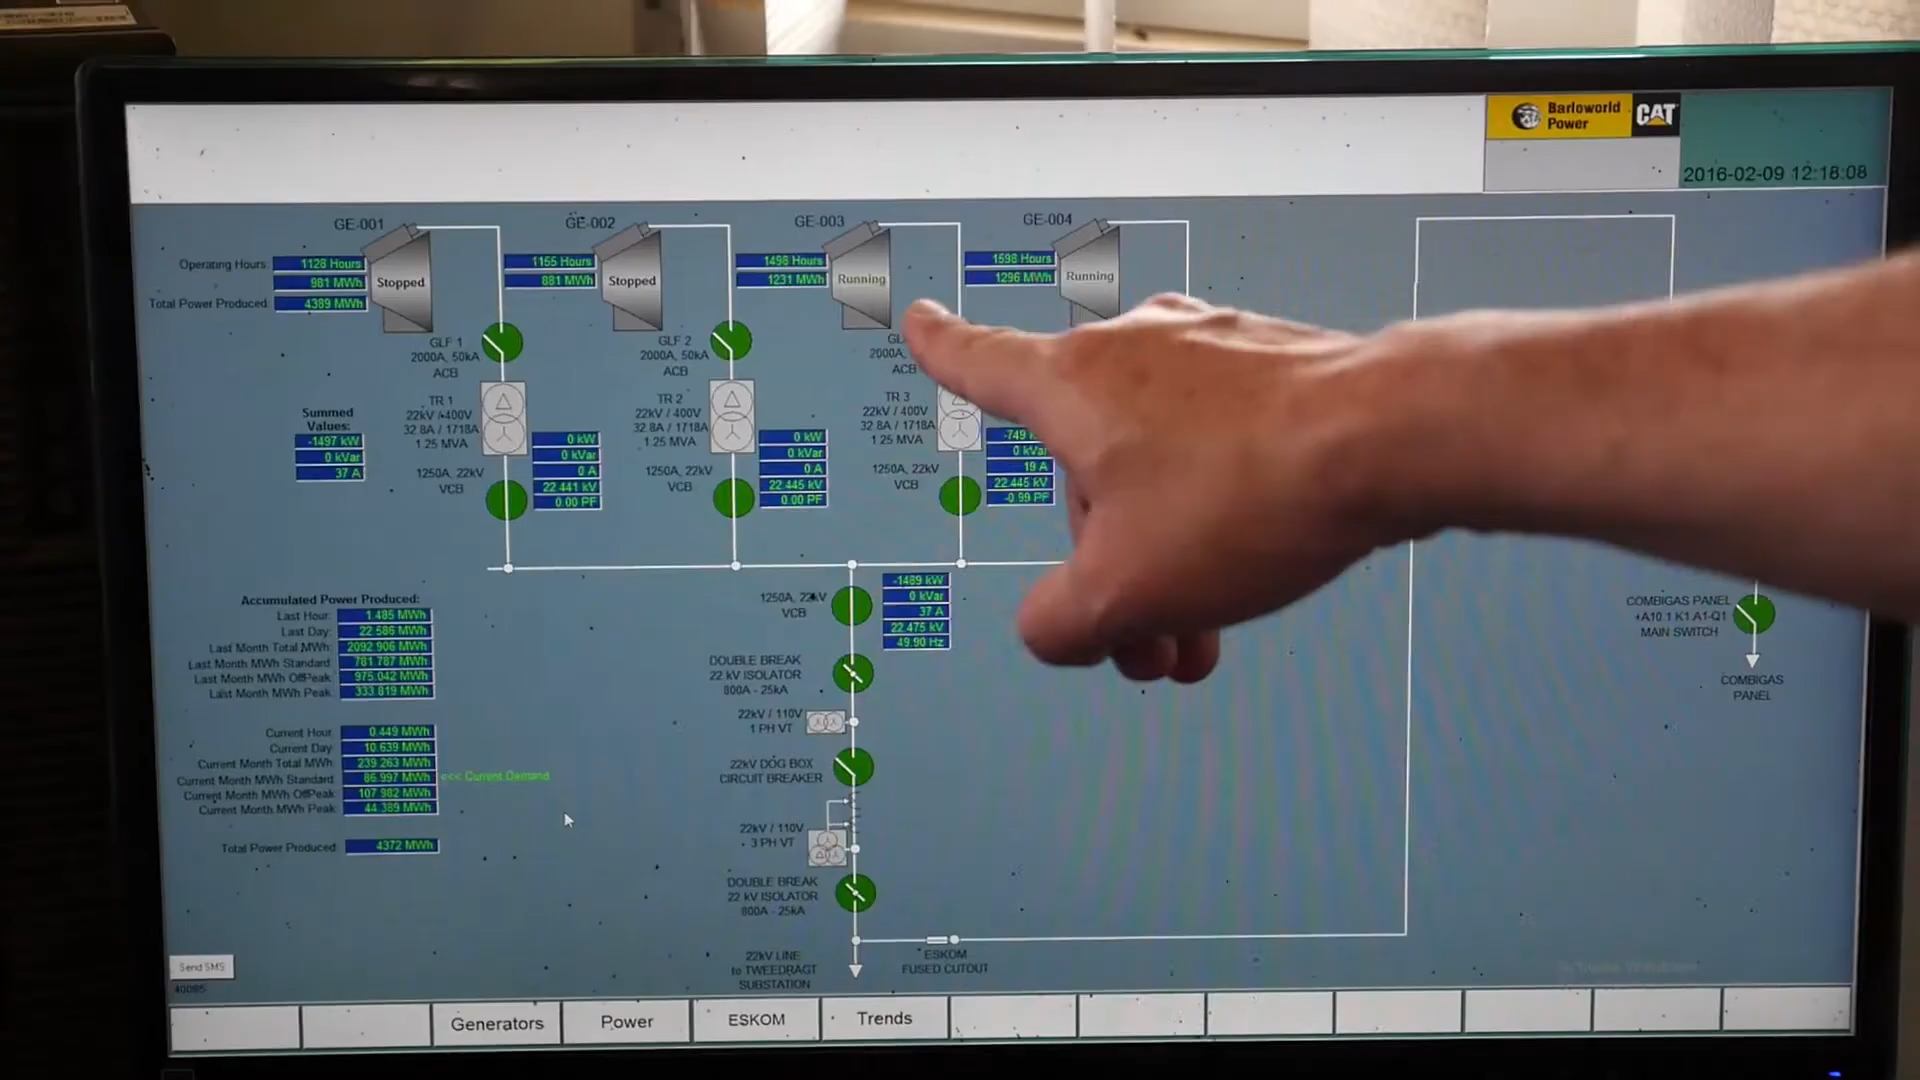 Barloworld
Power
CAT
2016-02-09 12:18:08
GE-001
GE-002
GE-003
GE-004
Operating Hours:
1128 Hours
981 MWh
Total Power Produced:
4389 MWh
Stopped
1155 Hours
881 MWh
Stopped
1498 Hours
1231 MWh
Running
1598 Hours
1296 MWh
Running
GLF 1
2000A, 50kA
ACB
GLF 2
2000A, 50kA
ACB
2000A,
ACB
TR 1
22kV / 400V
32.8A / 1718A
1.25 MVA
TR 2
22kV / 400V
32.8A / 1718A
1.25 MVA
TR 3
22kV / 400V
32.8A / 1718A
1.25 MVA
Summed
Values:
-1497 kW
0 kVar
37 A
1250A, 22kV
VCB
0 kW
0 kVar
0 A
22.441 kV
0.00 PF
1250A, 22kV
VCB
0 kW
0 kVar
0 A
22.445 kV
0.00 PF
1250A, 22kV
VCB
-749
0 kVar
19 A
22.445 kV
-0.99 PF
1250A, 22kV
VCB
-1489 kW
0 kVar
37 A
22.475 kV
49.90 Hz
Accumulated Power Produced:
Last Hour: 1.485 MWh
Last Day: 22.586 MWh
Last Month Total MWh: 2092.906 MWh
Last Month MWh Standard: 781.787 MWh
Last Month MWh OffPeak: 975.042 MWh
Last Month MWh Peak: 333.819 MWh
Current Hour: 0.449 MWh
Current Day: 10.639 MWh
Current Month Total MWh: 239.263 MWh
Current Month MWh Standard: 86.997 MWh <<< Current Demand
Current Month MWh OffPeak: 107.982 MWh
Current Month MWh Peak: 44.389 MWh
Total Power Produced: 4372 MWh
DOUBLE BREAK
22 kV ISOLATOR
800A - 25kA
22kV / 110V
1 PH VT
22kV DOG BOX
CIRCUIT BREAKER
22kV / 110V
3 PH VT
DOUBLE BREAK
22 kV ISOLATOR
800A - 25kA
22kV LINE
to TWEEDRAGT
SUBSTATION
ESKOM
FUSED CUTOUT
COMBIGAS PANEL
+A10.1 K1.A1-Q1
MAIN SWITCH
COMBIGAS
PANEL
Send SMS
40085
Generators
Power
ESKOM
Trends